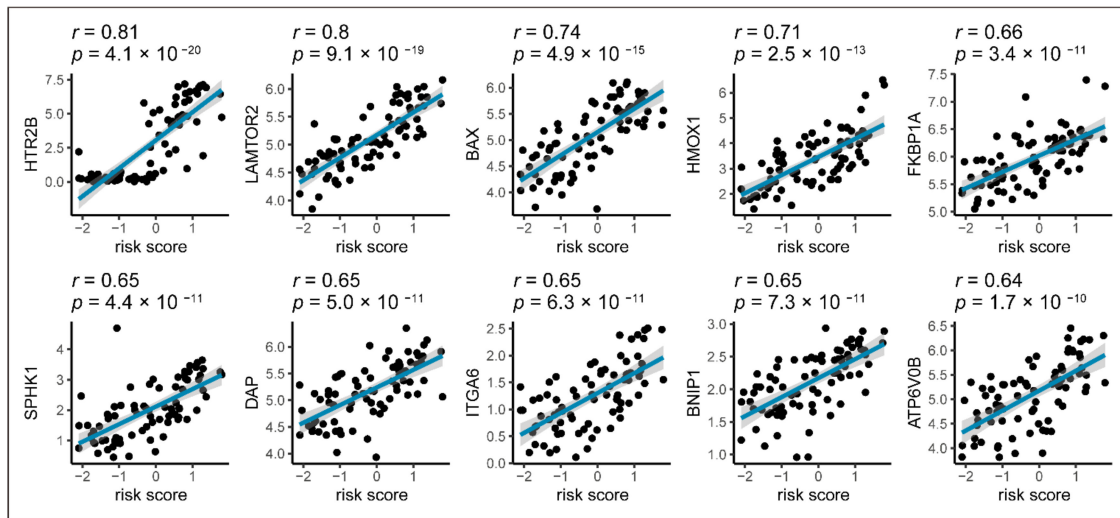 r = 0.81
p = 4.1 × 10 ⁻²⁰
HTR2B
7.5
5.0
2.5
0.0
-2 -1 0 1
risk score
r = 0.8
p = 9.1 × 10 ⁻¹⁹
LAMTOR2
6.0
5.5
5.0
4.5
4.0
-2 -1 0 1
risk score
r = 0.74
p = 4.9 × 10 ⁻¹⁵
BAX
6.0
5.5
5.0
4.5
4.0
-2 -1 0 1
risk score
r = 0.71
p = 2.5 × 10 ⁻¹³
HMOX1
6
5
4
3
2
-2 -1 0 1
risk score
r = 0.66
p = 3.4 × 10 ⁻¹¹
FKBP1A
7.5
7.0
6.5
6.0
5.5
5.0
-2 -1 0 1
risk score
r = 0.65
p = 4.4 × 10 ⁻¹¹
SPHK1
4
3
2
1
-2 -1 0 1
risk score
r = 0.65
p = 5.0 × 10 ⁻¹¹
DAP
6.0
5.5
5.0
4.5
4.0
-2 -1 0 1
risk score
r = 0.65
p = 6.3 × 10 ⁻¹¹
ITGA6
2.5
2.0
1.5
1.0
0.5
0.0
-2 -1 0 1
risk score
r = 0.65
p = 7.3 × 10 ⁻¹¹
BNIP1
3.0
2.5
2.0
1.5
1.0
-2 -1 0 1
risk score
r = 0.64
p = 1.7 × 10 ⁻¹⁰
ATP6V0B
6.5
6.0
5.5
5.0
4.5
4.0
-2 -1 0 1
risk score